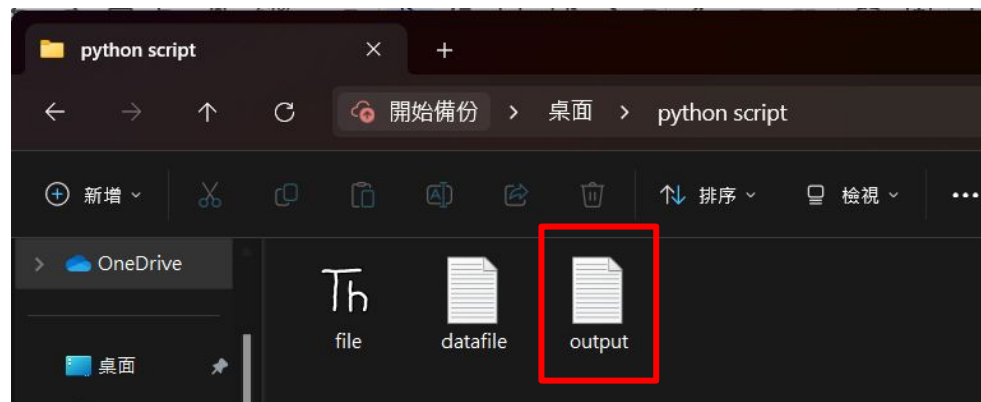 python script
開始備份 > 桌面 > python script
新增 排序 檢視
OneDrive
Th
file datafile output
桌面